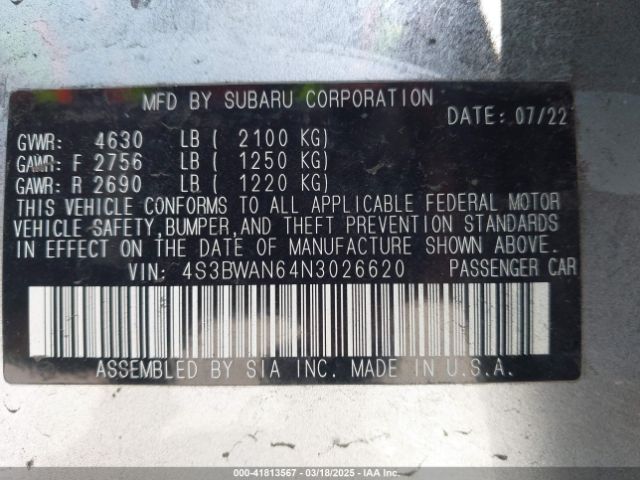 MFD BY SUBARU CORPORATION
DATE: 07/22
GVWR: 4630 LB ( 2100 KG)
GAWR: F 2756 LB ( 1250 KG)
GAWR: R 2690 LB ( 1220 KG)
THIS VEHICLE CONFORMS TO ALL APPLICABLE FEDERAL MOTOR
VEHICLE SAFETY,BUMPER,AND THEFT PREVENTION STANDARDS
IN EFFECT ON THE DATE OF MANUFACTURE SHOWN ABOVE.
VIN: 4S3BWAN64N3026620 PASSENGER CAR
ASSEMBLED BY SIA INC. MADE IN U.S.A.
000-41813567 | 03/18/2025 | IAA Inc.